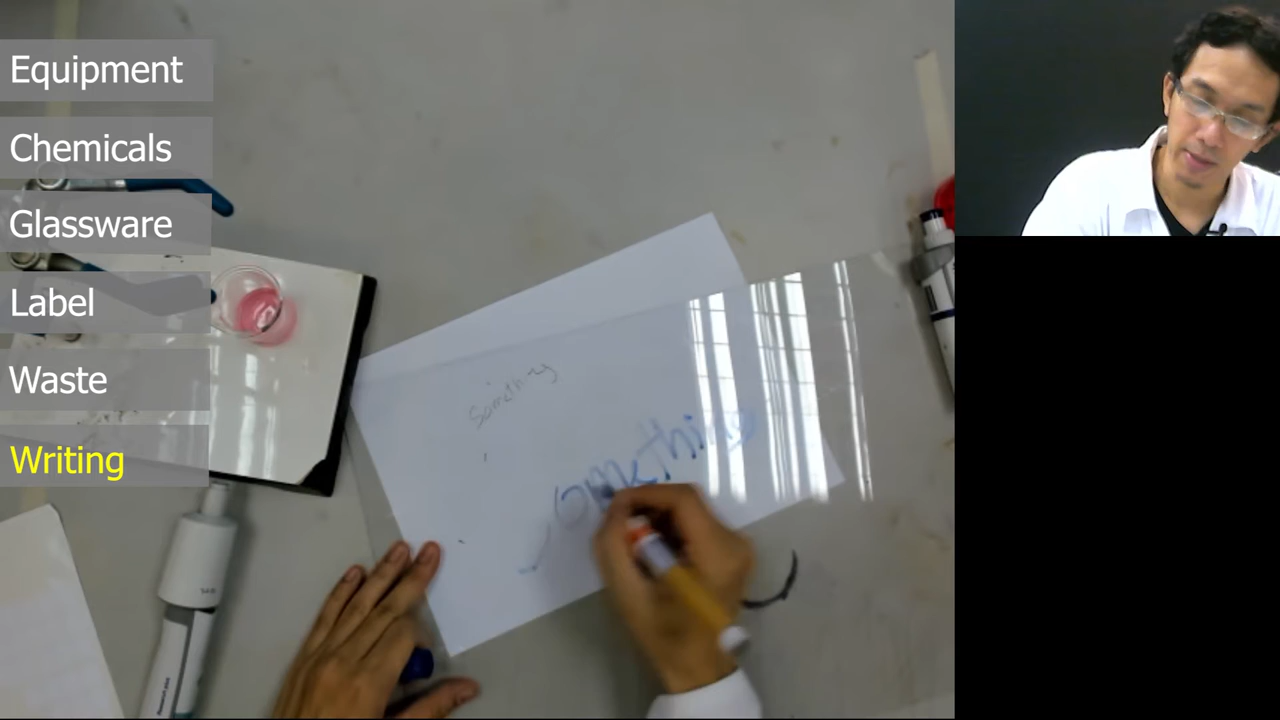 Equipment
Chemicals
Glassware
Label
Waste
Writing
Something